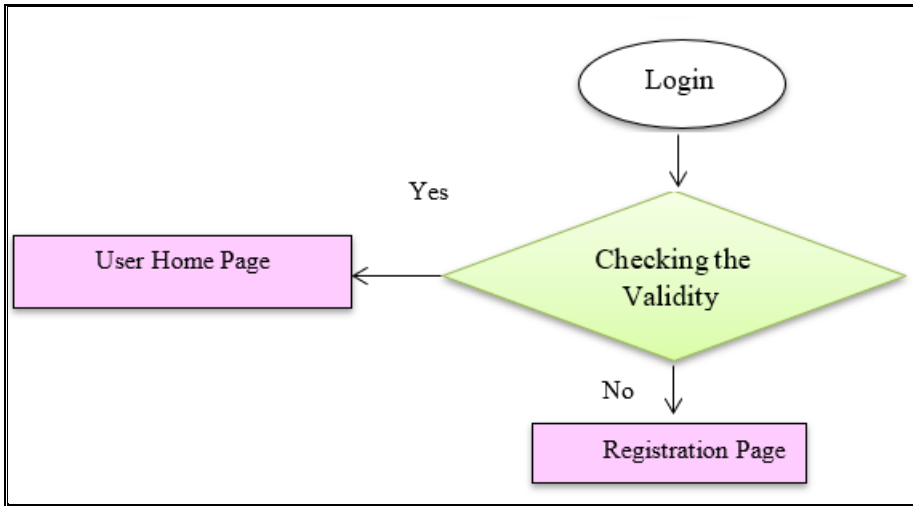 Login
Yes
User Home Page
Checking the
Validity
No
Registration Page